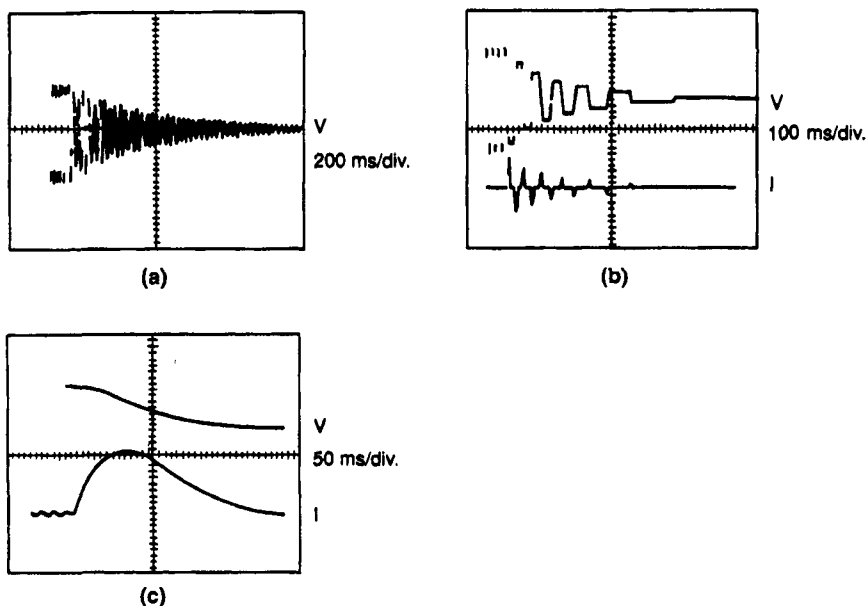 V
200 ms/div.
(a)
V
100 ms/div.
I
(b)
V
50 ms/div.
I
(c)